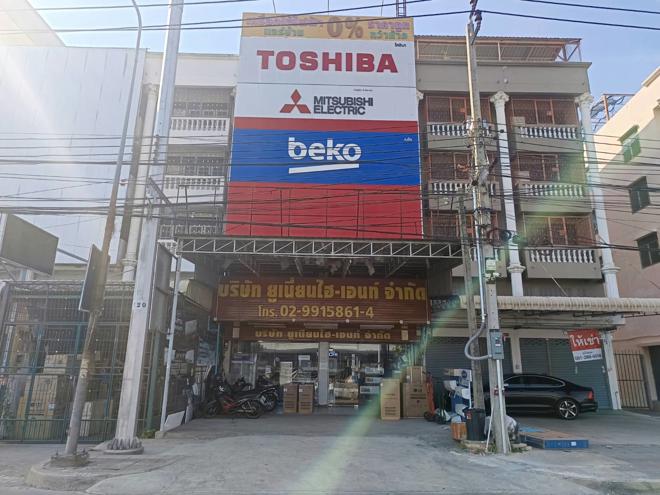 0%
TOSHIBA
MITSUBISHI
ELECTRIC
beko
บริษัท ยูเนี่ยนไฮ-เอนท์ จำกัด
โทร. 02-9915861-4
บริษัท ยูเนี่ยนไฮ-เอนท์ จำกัด
ให้เช่า
20